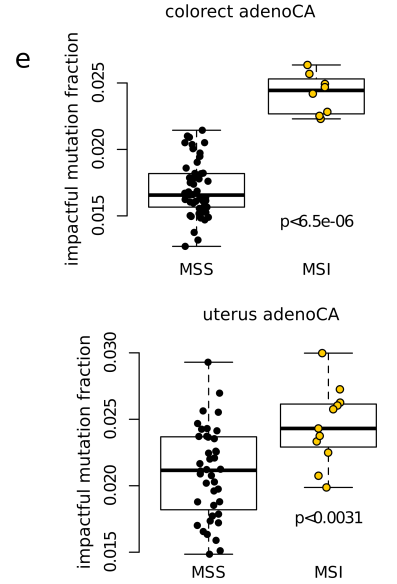 colorect adenoCA
e
impactful mutation fraction
0.025
0.020
0.015
p<6.5e-06
MSS MSI
uterus adenoCA
impactful mutation fraction
0.030
0.025
0.020
0.015
p<0.0031
MSS MSI